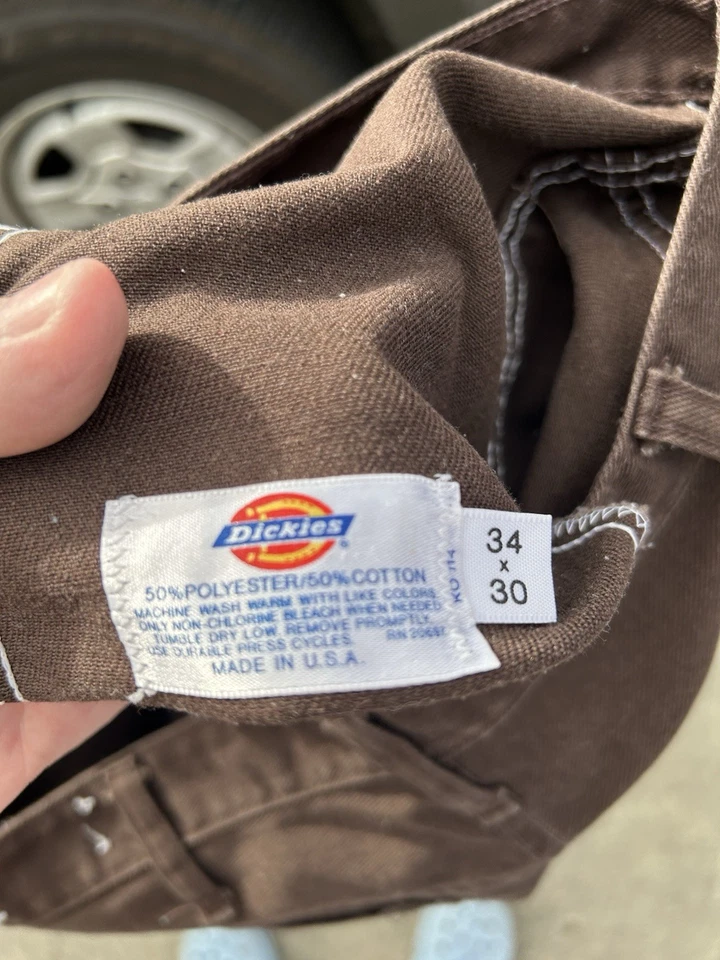 Dickies
50%POLYESTER/50%COTTON
MACHINE WASH WARM WITH LIKE COLORS
ONLY NON-CHLORINE BLEACH WHEN NEEDED
TUMBLE DRY LOW. REMOVE PROMPTLY.
USE DURABLE PRESS CYCLES. RN
MADE IN U.S.A.
34
x
30